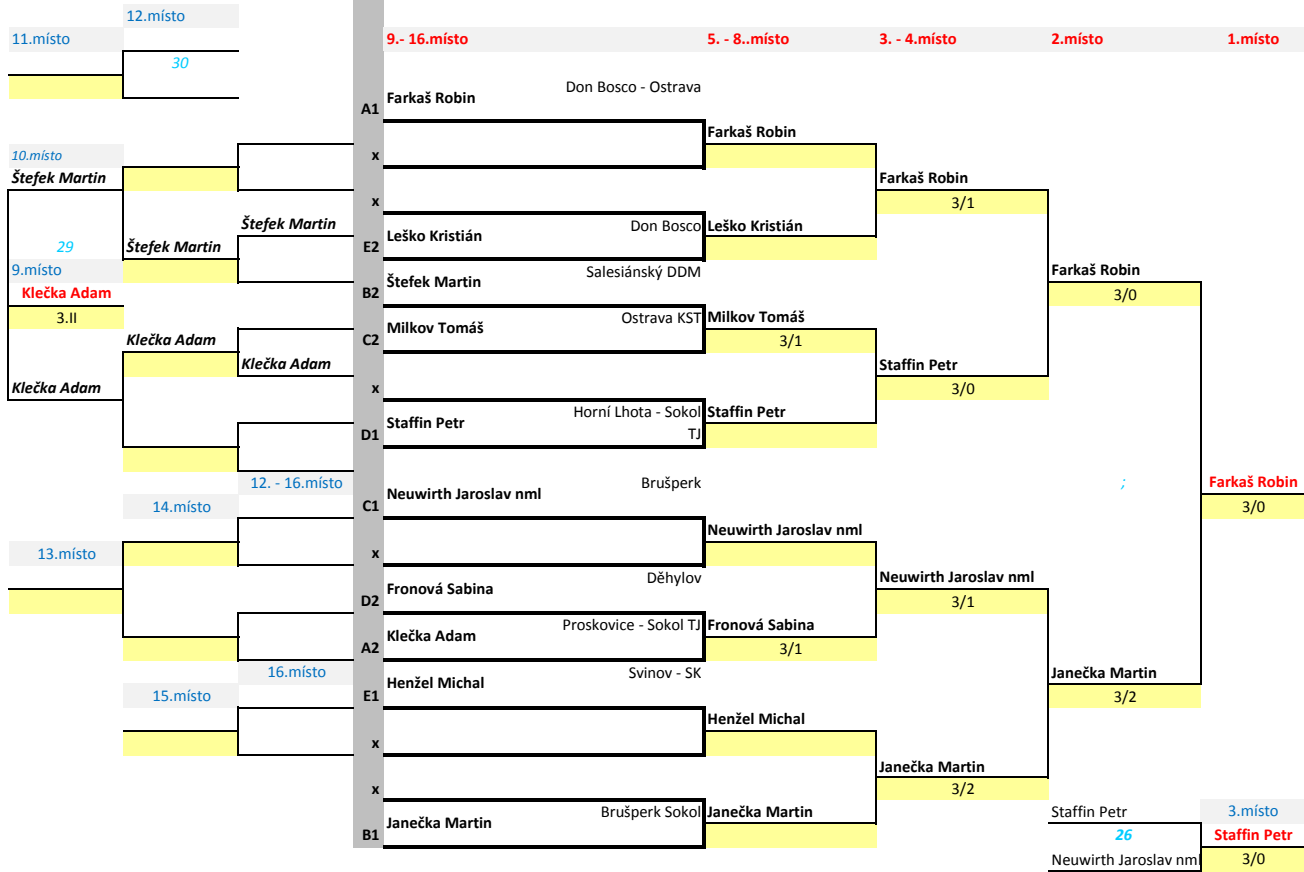 12.místo
11.místo
9.- 16.místo 5. - 8..místo 3. - 4.místo 2.místo 1.místo
30
Don Bosco - Ostrava
A1 Farkaš Robin
Farkaš Robin
10.místo x
Štefek Martin Farkaš Robin
x 3/1
Štefek Martin Don Bosco Leško Kristián
29 Štefek Martin E2 Leško Kristián
9.místo Salesiánský DDM Farkaš Robin
Klečka Adam B2 Štefek Martin 3/0
3.II Ostrava KST Milkov Tomáš
Klečka Adam C2 Milkov Tomáš 3/1
Klečka Adam Staffin Petr
Klečka Adam x 3/0
Horní Lhota - Sokol Staffin Petr
D1 Staffin Petr TJ
12. - 16.místo Brušperk ; Farkaš Robin
14.místo C1 Neuwirth Jaroslav nml 3/0
Neuwirth Jaroslav nml
13.místo x
Děhylov Neuwirth Jaroslav nml
D2 Fronová Sabina 3/1
Proskovice - Sokol TJ Fronová Sabina
A2 Klečka Adam 3/1
16.místo Svinov - SK Janečka Martin
15.místo E1 Henžel Michal 3/2
Henžel Michal
x
Janečka Martin
x 3/2
Brušperk Sokol Janečka Martin Staffin Petr 3.místo
B1 Janečka Martin 26 Staffin Petr
Neuwirth Jaroslav nml 3/0